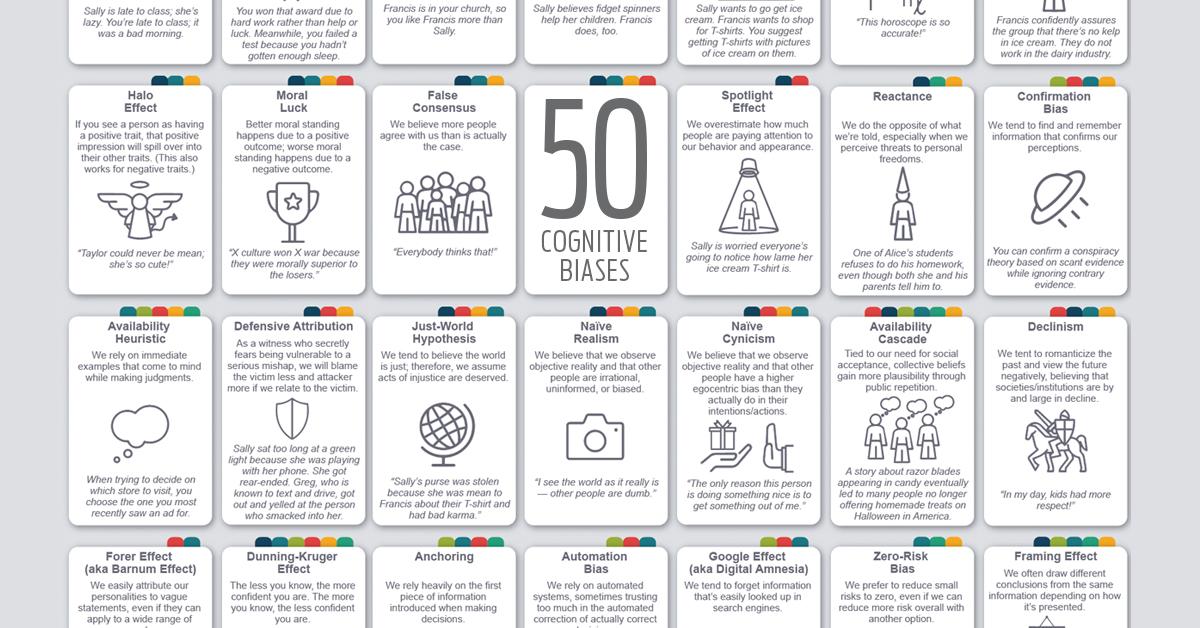 Sally is late to class; she's
lazy. You're late to class; it
was a bad morning.
You won that award due to
hard work rather than help or
luck. Meanwhile, you failed a
test because you hadn't
gotten enough sleep.
Francis is in your church, so
you like Francis more than
Sally.
Sally believes fidget spinners
help her children. Francis
does, too.
Sally wants to go get ice
cream. Francis wants to shop
for T-shirts. You suggest
getting T-shirts with pictures
of ice cream on them.
"This horoscope is so
accurate!"
Francis confidently assures
the group that there's no kelp
in ice cream. They do not
work in the dairy industry.
Halo
Effect
If you see a person as having
a positive trait, that positive
impression will spill over into
their other traits. (This also
works for negative traits.)
"Taylor could never be mean;
she's so cute!"
Moral
Luck
Better moral standing
happens due to a positive
outcome; worse moral
standing happens due to a
negative outcome.
"X culture won X war because
they were morally superior to
the losers."
False
Consensus
We believe more people
agree with us than is actually
the case.
"Everybody thinks that!"
50
COGNITIVE
BIASES
Spotlight
Effect
We overestimate how much
people are paying attention to
our behavior and appearance.
Sally is worried everyone's
going to notice how lame her
ice cream T-shirt is.
Reactance
We do the opposite of what
we're told, especially when we
perceive threats to personal
freedoms.
One of Alice's students
refuses to do his homework,
even though both she and his
parents tell him to.
Confirmation
Bias
We tend to find and remember
information that confirms our
perceptions.
You can confirm a conspiracy
theory based on scant evidence
while ignoring contrary
evidence.
Availability
Heuristic
We rely on immediate
examples that come to mind
while making judgments.
When trying to decide on
which store to visit, you
choose the one you most
recently saw an ad for.
Defensive Attribution
As a witness who secretly
fears being vulnerable to a
serious mishap, we will blame
the victim less and attacker
more if we relate to the victim.
Sally sat too long at a green
light because she was playing
with her phone. She got
rear-ended. Greg, who is
known to text and drive, got
out and yelled at the person
who smacked into her.
Just-World
Hypothesis
We tend to believe the world
is just; therefore, we assume
acts of injustice are deserved.
"Sally's purse was stolen
because she was mean to
Francis about their T-shirt and
had bad karma."
Naïve
Realism
We believe that we observe
objective reality and that other
people are irrational,
uninformed, or biased.
"I see the world as it really is
— other people are dumb."
Naïve
Cynicism
We believe that we observe
objective reality and that other
people have a higher
egocentric bias than they
actually do in their
intentions/actions.
"The only reason this person
is doing something nice is to
get something out of me."
Availability
Cascade
Tied to our need for social
acceptance, collective beliefs
gain more plausibility through
public repetition.
A story about razor blades
appearing in candy eventually
led to many people no longer
offering homemade treats on
Halloween in America.
Declinism
We tent to romanticize the
past and view the future
negatively, believing that
societies/institutions are by
and large in decline.
"In my day, kids had more
respect!"
Forer Effect
(aka Barnum Effect)
We easily attribute our
personalities to vague
statements, even if they can
apply to a wide range of
Dunning-Kruger
Effect
The less you know, the more
confident you are. The more
you know, the less confident
you are.
Anchoring
We rely heavily on the first
piece of information
introduced when making
decisions.
Automation
Bias
We rely on automated
systems, sometimes trusting
too much in the automated
correction of actually correct
Google Effect
(aka Digital Amnesia)
We tend to forget information
that's easily looked up in
search engines.
Zero-Risk
Bias
We prefer to reduce small
risks to zero, even if we can
reduce more risk overall with
another option.
Framing Effect
We often draw different
conclusions from the same
information depending on how
it's presented.